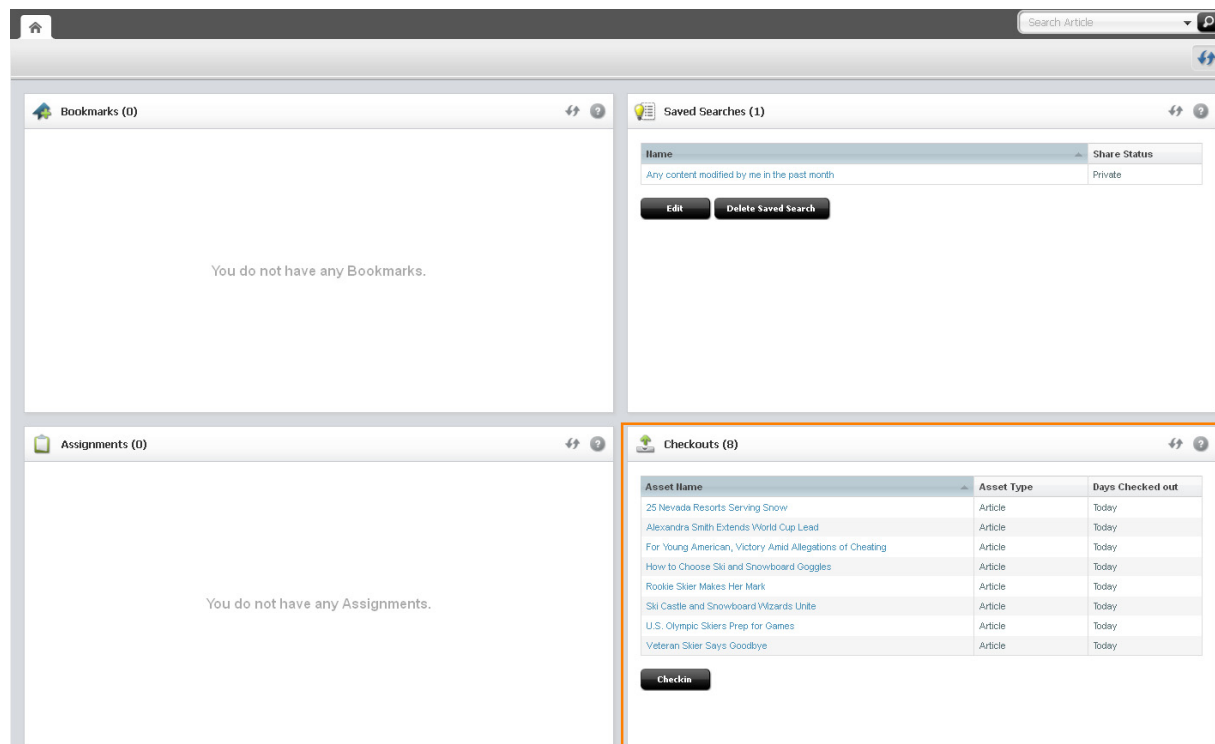 Search Article
Bookmarks (0)
You do not have any Bookmarks.
Saved Searches (1)
Name Share Status
Any content modified by me in the past month Private
Edit Delete Saved Search
Assignments (0)
You do not have any Assignments.
Checkouts (8)
Asset Name Asset Type Days Checked out
25 Nevada Resorts Serving Snow Article Today
Alexandra Smith Extends World Cup Lead Article Today
For Young American, Victory Amid Allegations of Cheating Article Today
How to Choose Ski and Snowboard Goggles Article Today
Rookie Skier Makes Her Mark Article Today
Ski Castle and Snowboard Wizards Unite Article Today
U.S. Olympic Skiers Prep for Games Article Today
Veteran Skier Says Goodbye Article Today
Checkin